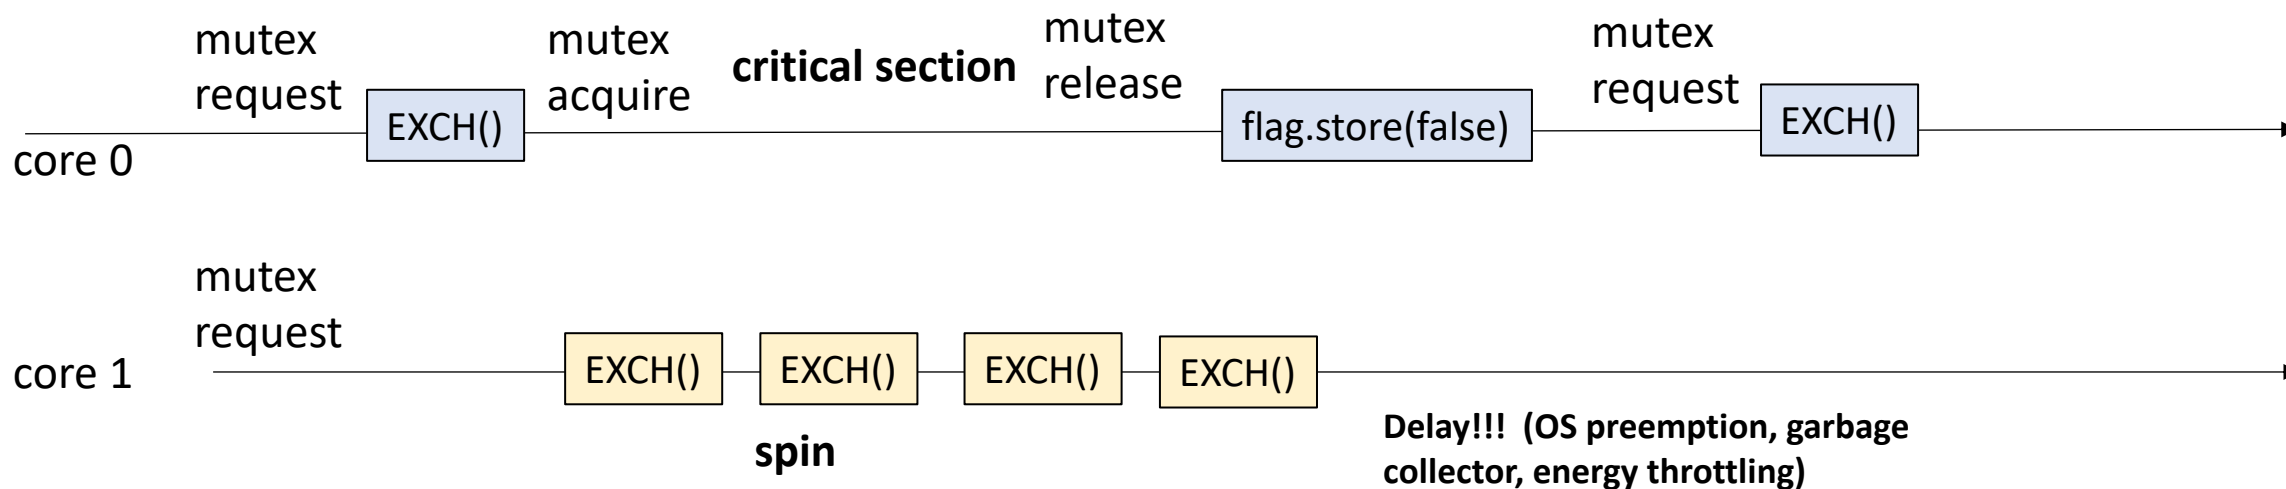 mutex
request
EXCH()
mutex
acquire
critical section
mutex
release
flag.store(false)
mutex
request
EXCH()
core 0
mutex
request
core 1
EXCH()
EXCH()
EXCH()
EXCH()
spin
Delay!!! (OS preemption, garbage
collector, energy throttling)